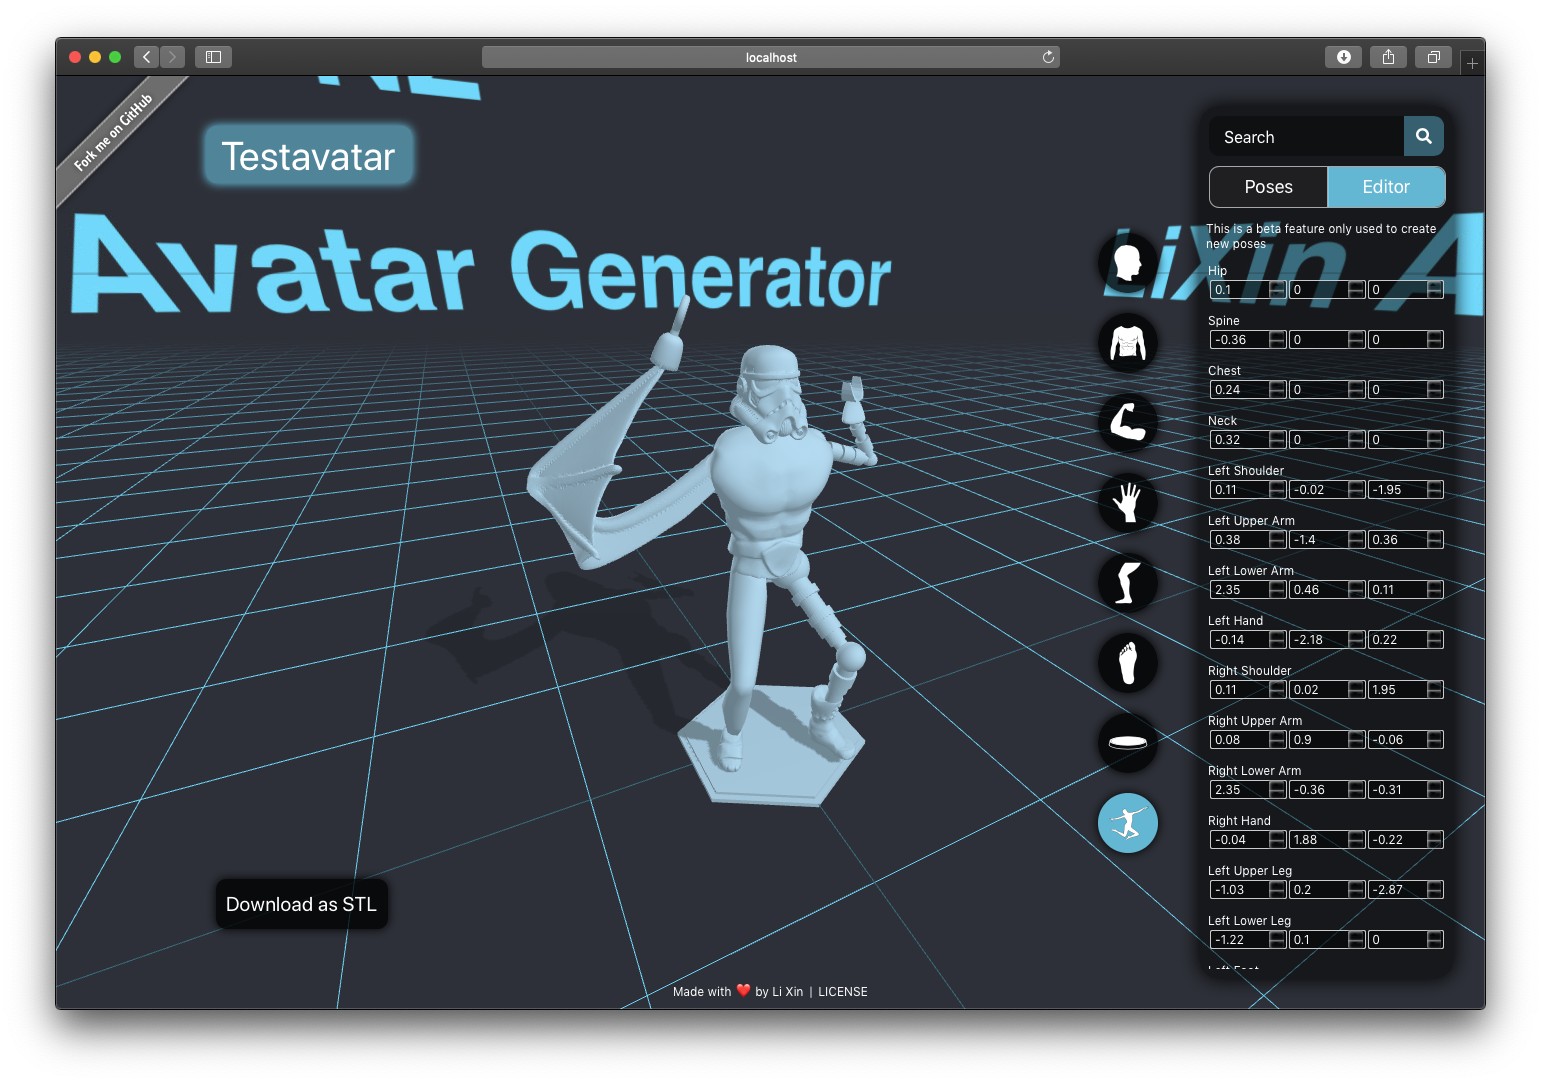 localhost
Fork me on GitHub
Testavatar
Avatar Generator
LiXin A
Search
Poses
Editor
This is a beta feature only used to create
new poses
Hip
0.1 0 0
Spine
-0.36 0 0
Chest
0.24 0 0
Neck
0.32 0 0
Left Shoulder
0.11 -0.02 -1.95
Left Upper Arm
0.38 -1.4 0.36
Left Lower Arm
2.35 0.46 0.11
Left Hand
-0.14 -2.18 0.22
Right Shoulder
0.11 0.02 1.95
Right Upper Arm
0.08 0.9 -0.06
Right Lower Arm
2.35 -0.36 -0.31
Right Hand
-0.04 1.88 -0.22
Left Upper Leg
-1.03 0.2 -2.87
Left Lower Leg
-1.22 0.1 0
Left Foot
Download as STL
Made with ❤️ by Li Xin | LICENSE